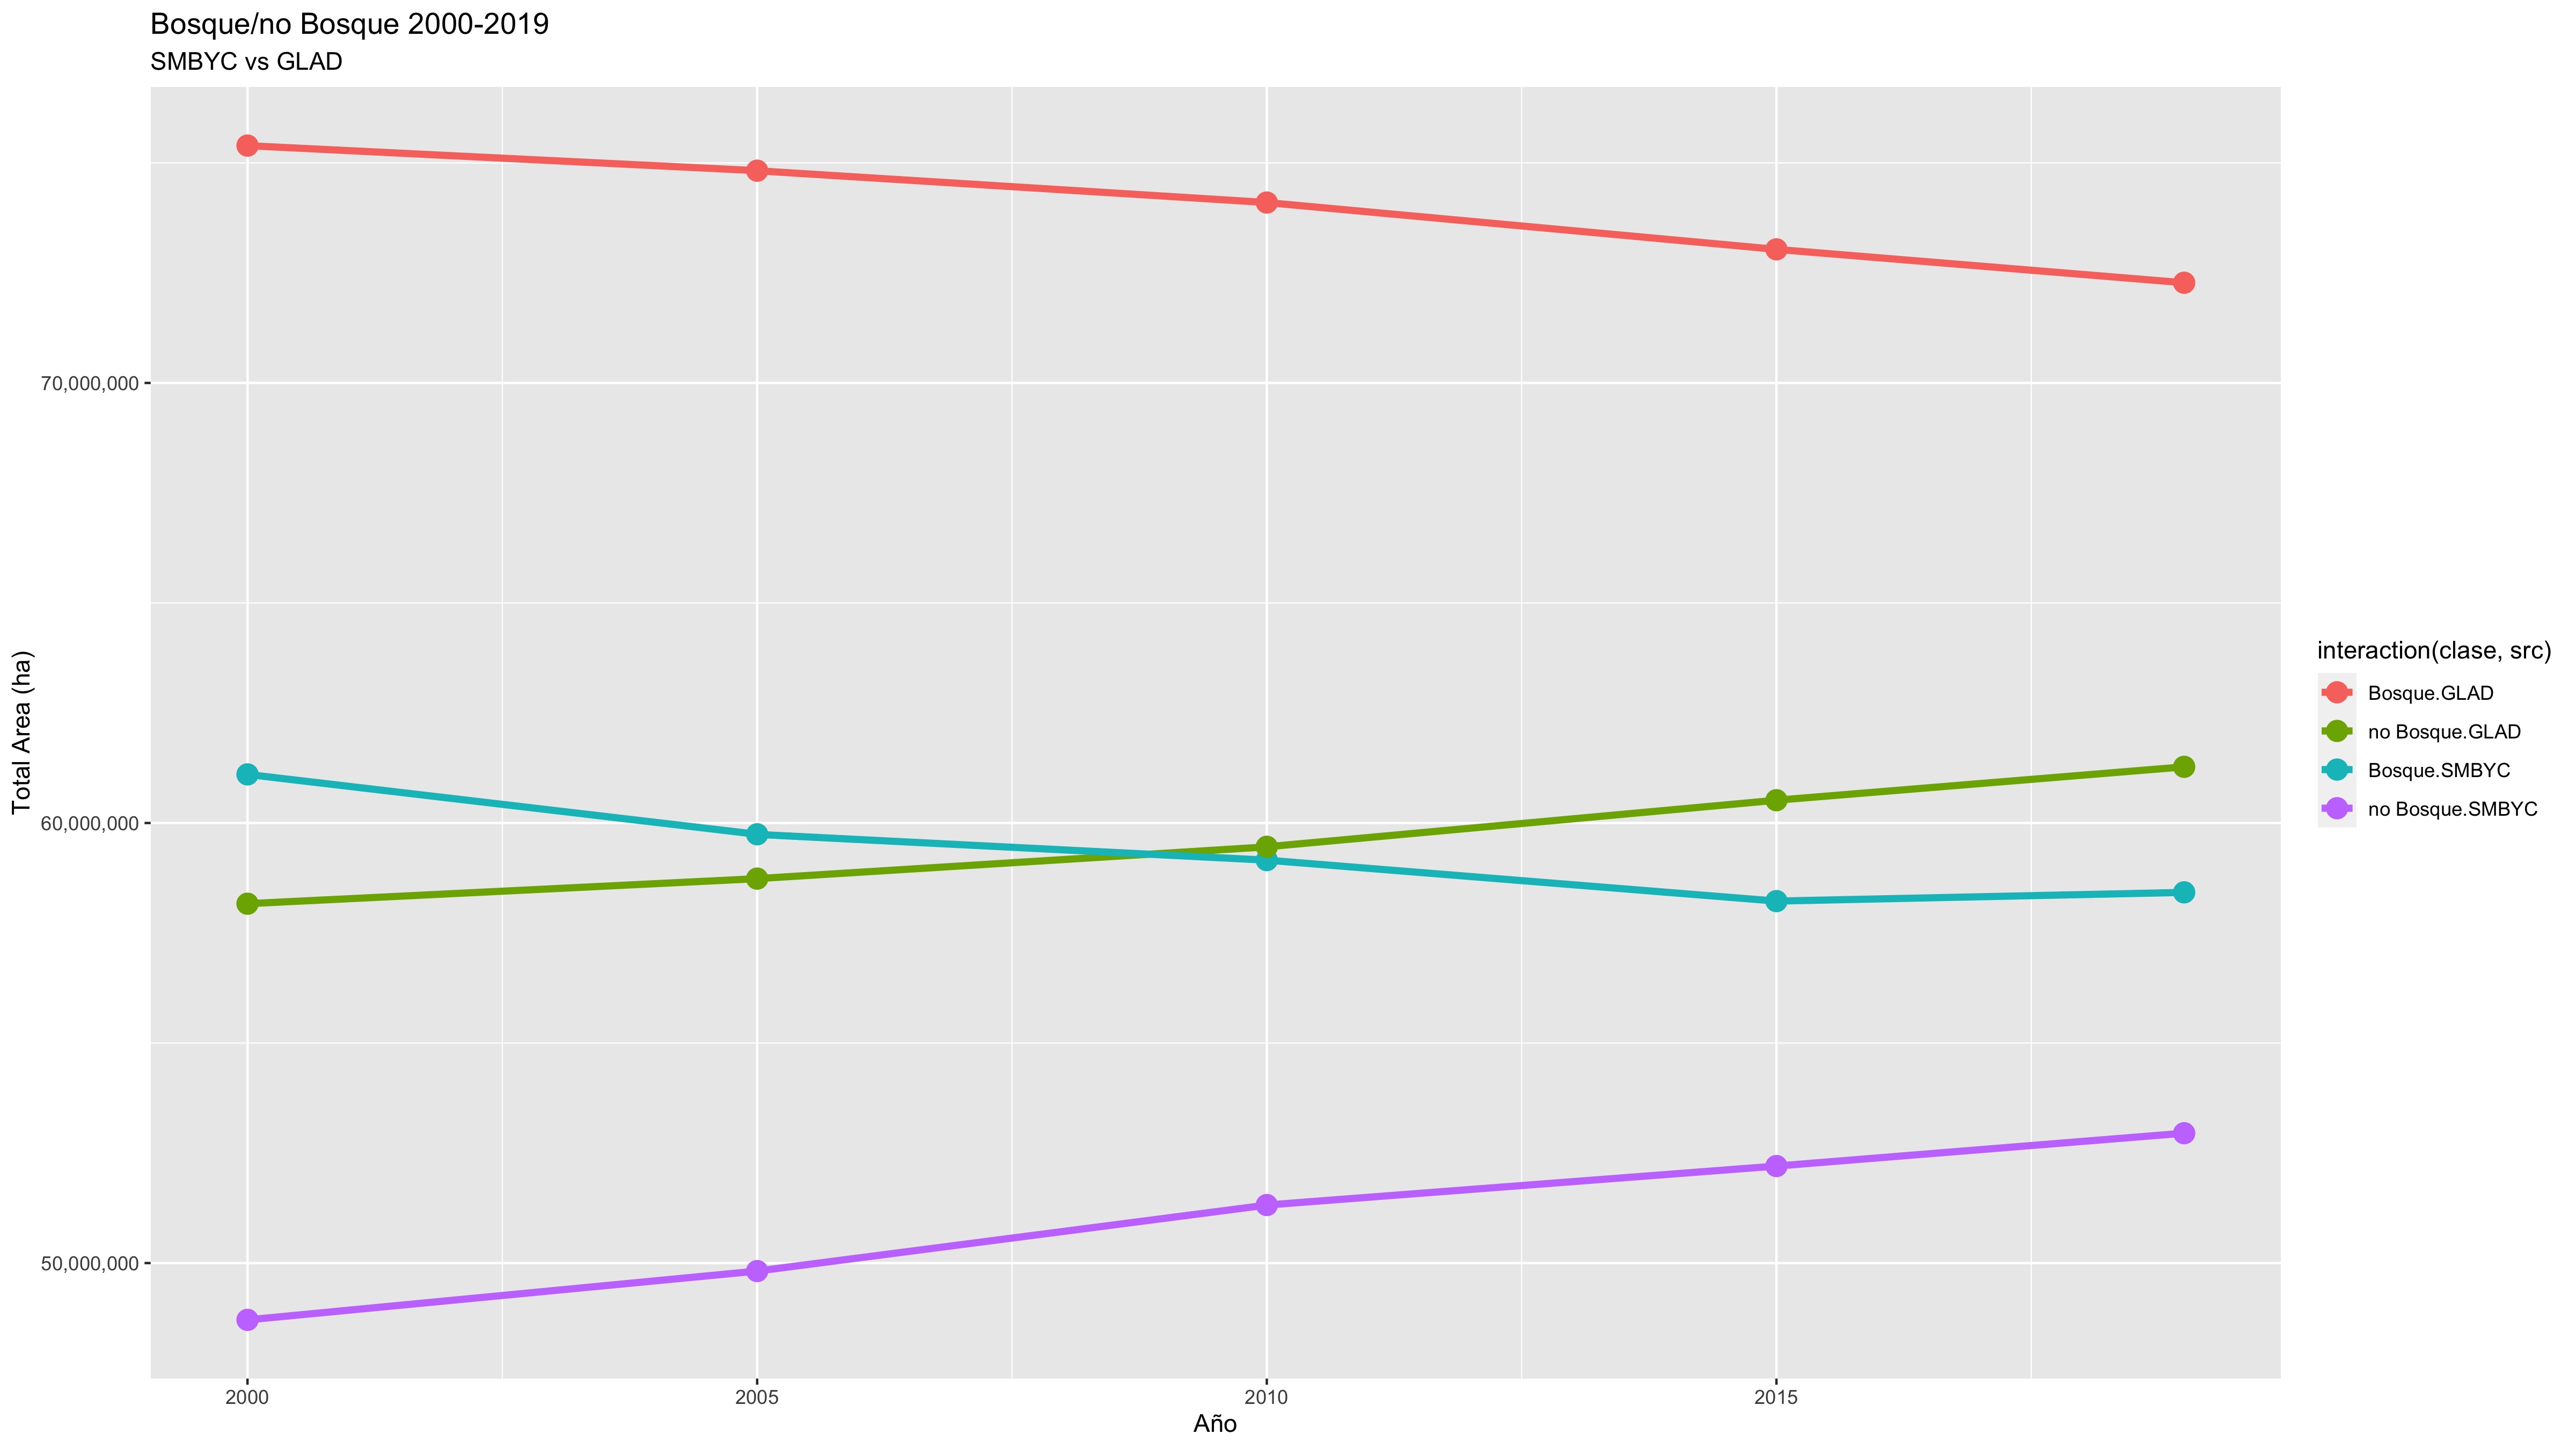 Bosque/no Bosque 2000-2019
SMBYC vs GLAD
Total Area (ha)
70,000,000
60,000,000
50,000,000
2000
2005
2010
2015
Año
interaction(clase, src)
Bosque.GLAD
no Bosque.GLAD
Bosque.SMBYC
no Bosque.SMBYC